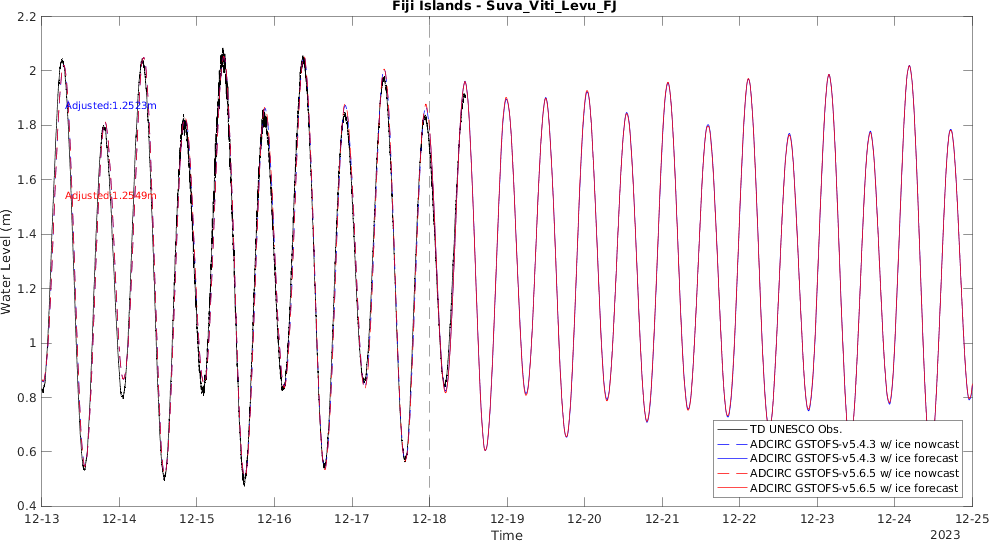 Fiji Islands - Suva_Viti_Levu_FJ
Water Level (m)
2.2
2
1.8
1.6
1.4
1.2
1
0.8
0.6
0.4
Adjusted:1.2523m
Adjusted:1.2549m
TD UNESCO Obs.
ADCIRC GSTOFS-v5.4.3 w/ ice nowcast
ADCIRC GSTOFS-v5.4.3 w/ ice forecast
ADCIRC GSTOFS-v5.6.5 w/ ice nowcast
ADCIRC GSTOFS-v5.6.5 w/ ice forecast
12-13 12-14 12-15 12-16 12-17 12-18 12-19 12-20 12-21 12-22 12-23 12-24 12-25
Time
2023